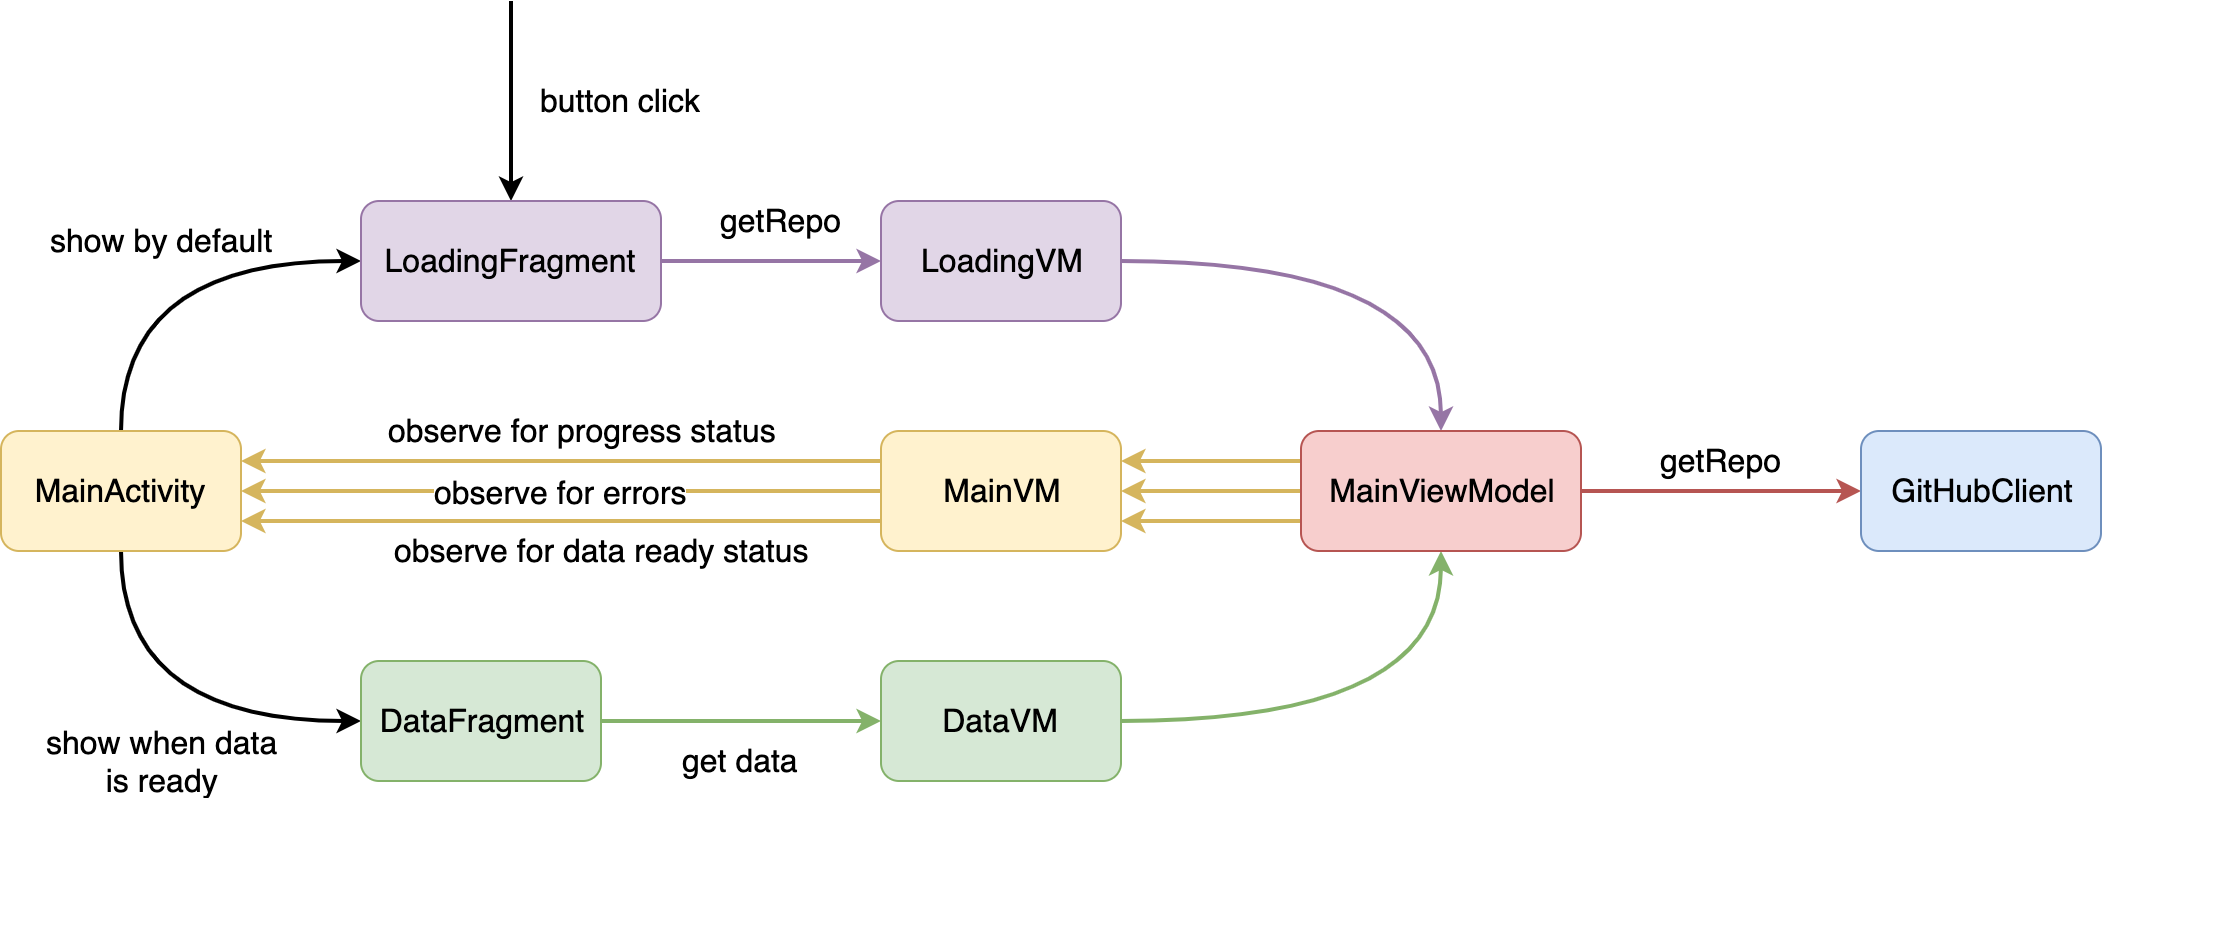 button click
show by default
LoadingFragment
getRepo
LoadingVM
MainActivity
observe for progress status
observe for errors
observe for data ready status
MainVM
MainViewModel
getRepo
GitHubClient
show when data
is ready
DataFragment
get data
DataVM